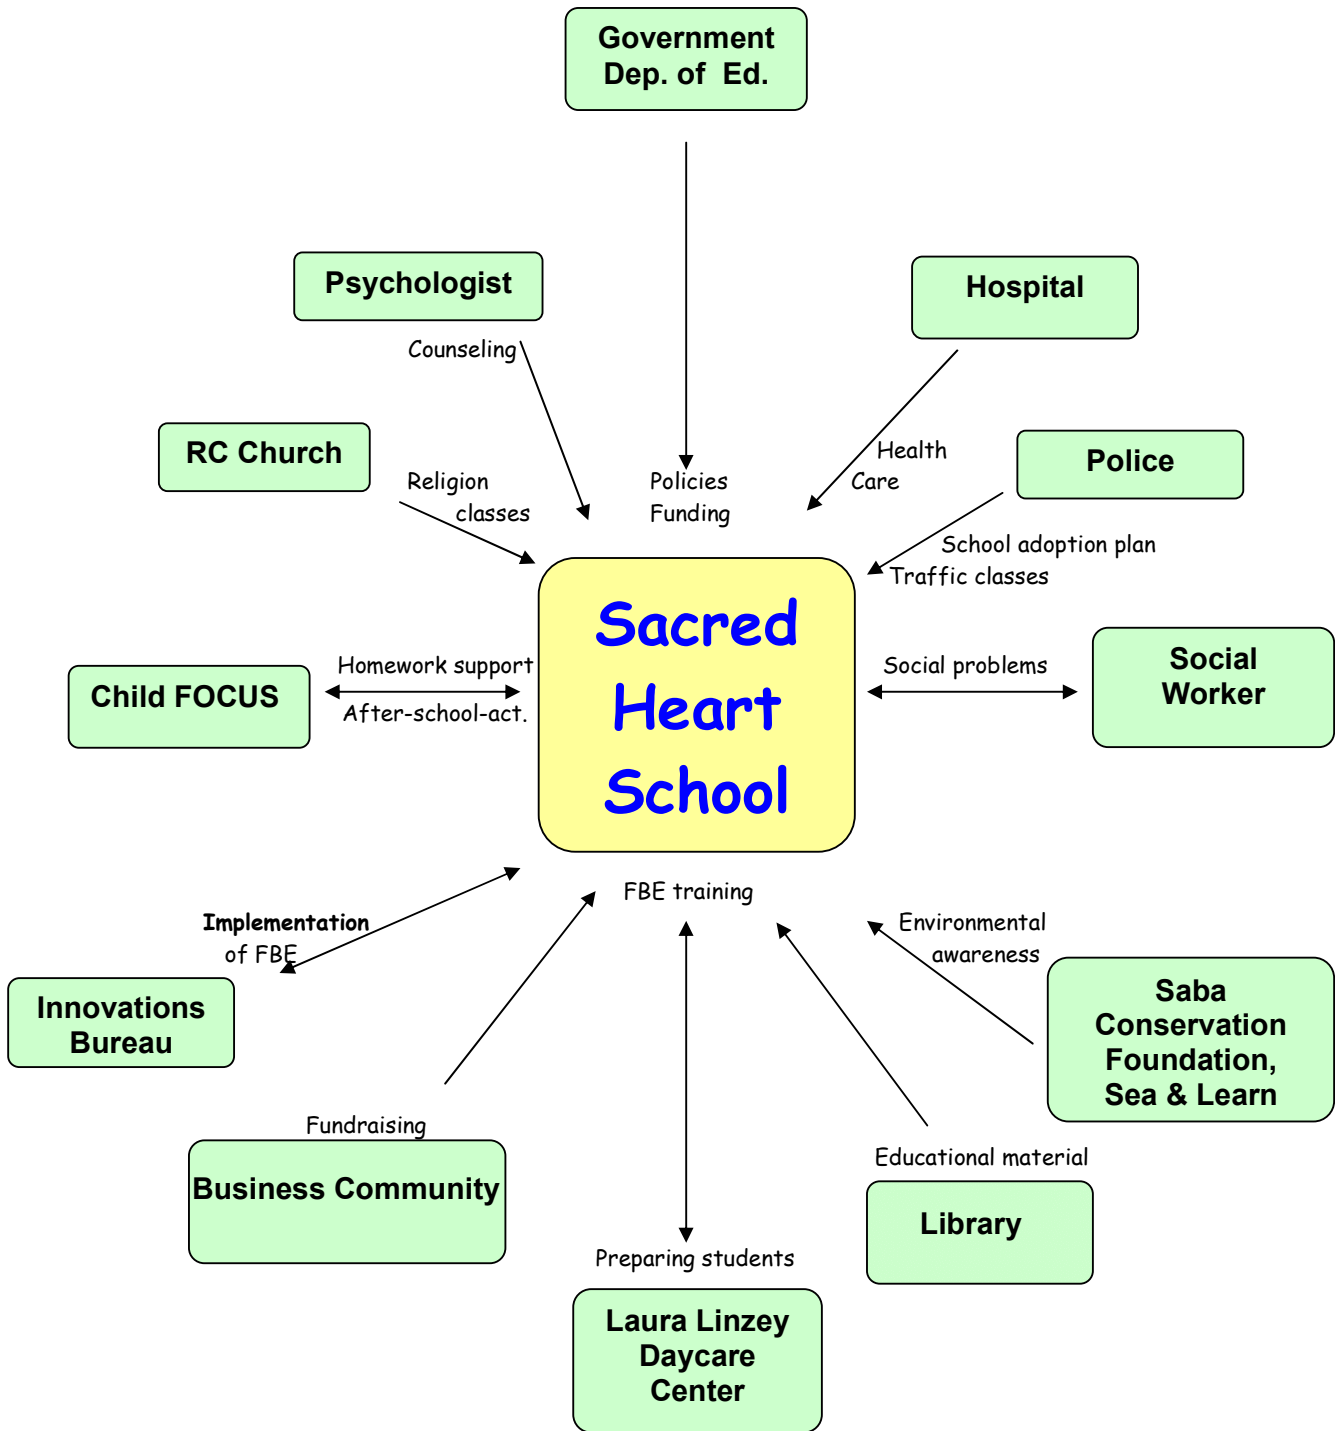 Government
Dep. of Ed.
Psychologist
Hospital
Counseling
RC Church
Police
Health
Care
Religion
classes
Policies
Funding
School adoption plan
Traffic classes
Sacred
Heart
School
Child FOCUS
Homework support
After-school-act.
Social problems
Social
Worker
Implementation
of FBE
FBE training
Environmental
awareness
Innovations
Bureau
Saba
Conservation
Foundation,
Sea & Learn
Fundraising
Business Community
Educational material
Library
Preparing students
Laura Linzey
Daycare
Center